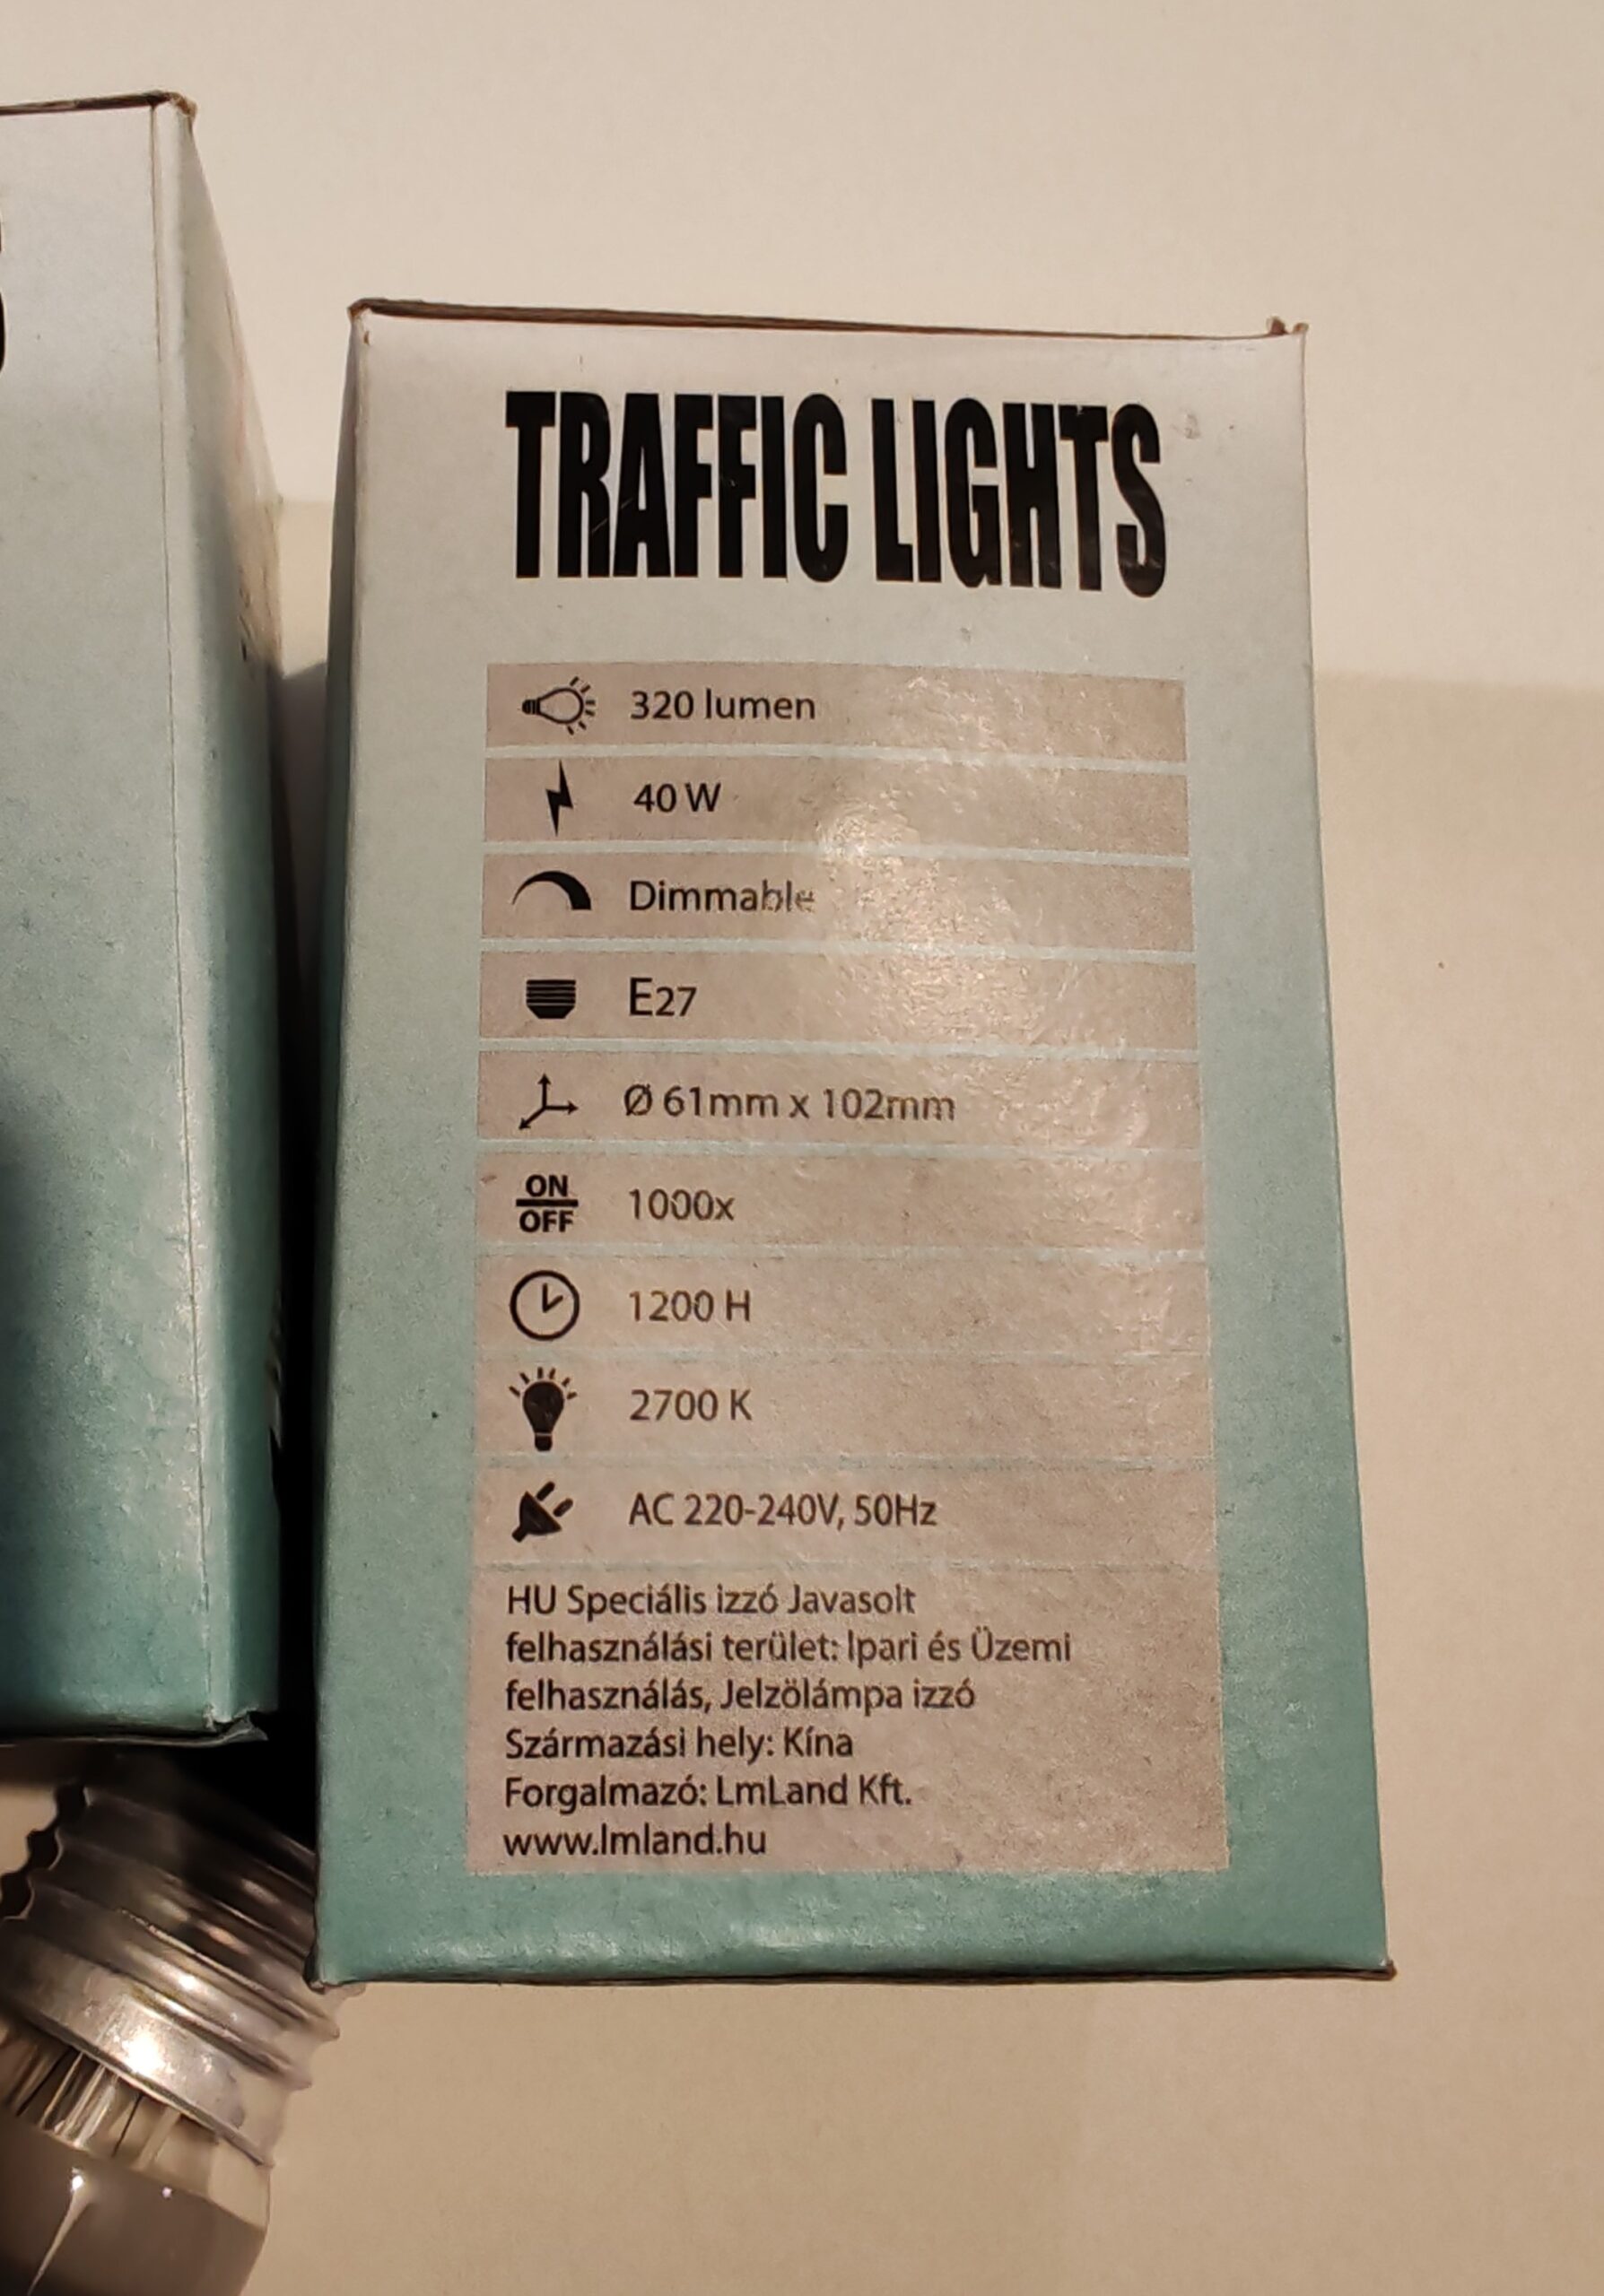 TRAFFIC LIGHTS
320 lumen
40 W
Dimmable
E27
Ø 61mm x 102mm
ON
OFF
1000x
1200 H
2700 K
AC 220-240V, 50Hz
HU Speciális izzó Javasolt
felhasználási terület: Ipari és Üzemi
felhasználás, Jelzölámpa izzó
Származási hely: Kína
Forgalmazó: LmLand Kft.
www.lmland.hu